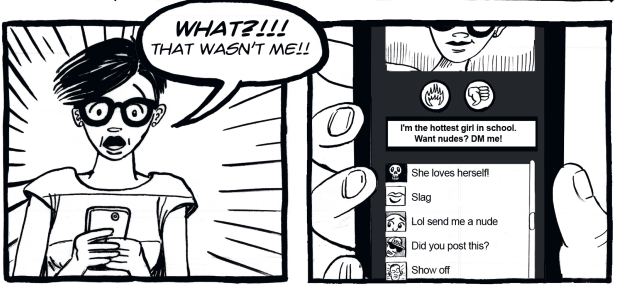 WHAT?!!!
THAT WASN'T ME!!
I'm the hottest girl in school.
Want nudes? DM me!
She loves herself!
Slag
Lol send me a nude
Did you post this?
Show off